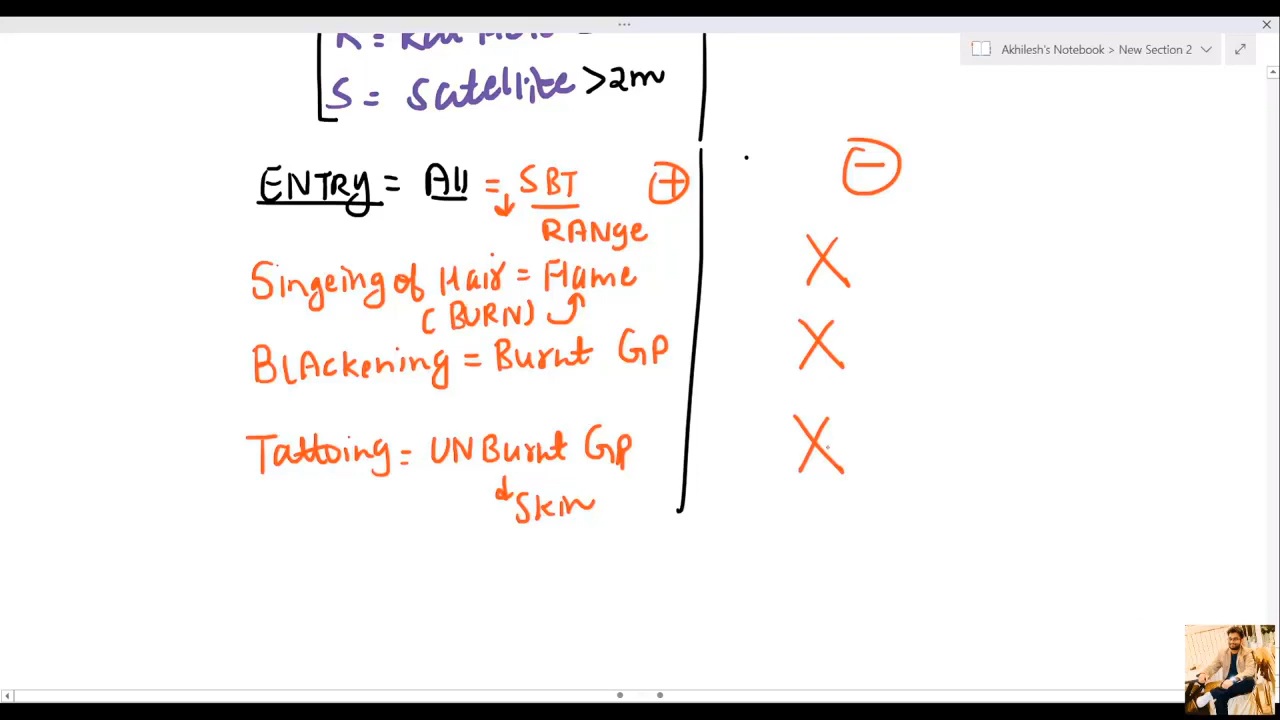 Akhilesh's Notebook > New Section 2
S = Satellite >2m
ENTRY = All = SBT
RANGe
Singeing of Hair = Flame
(BURN)
BLAckening = Burnt GP
Tattoing = UNBurnt GP
Skin